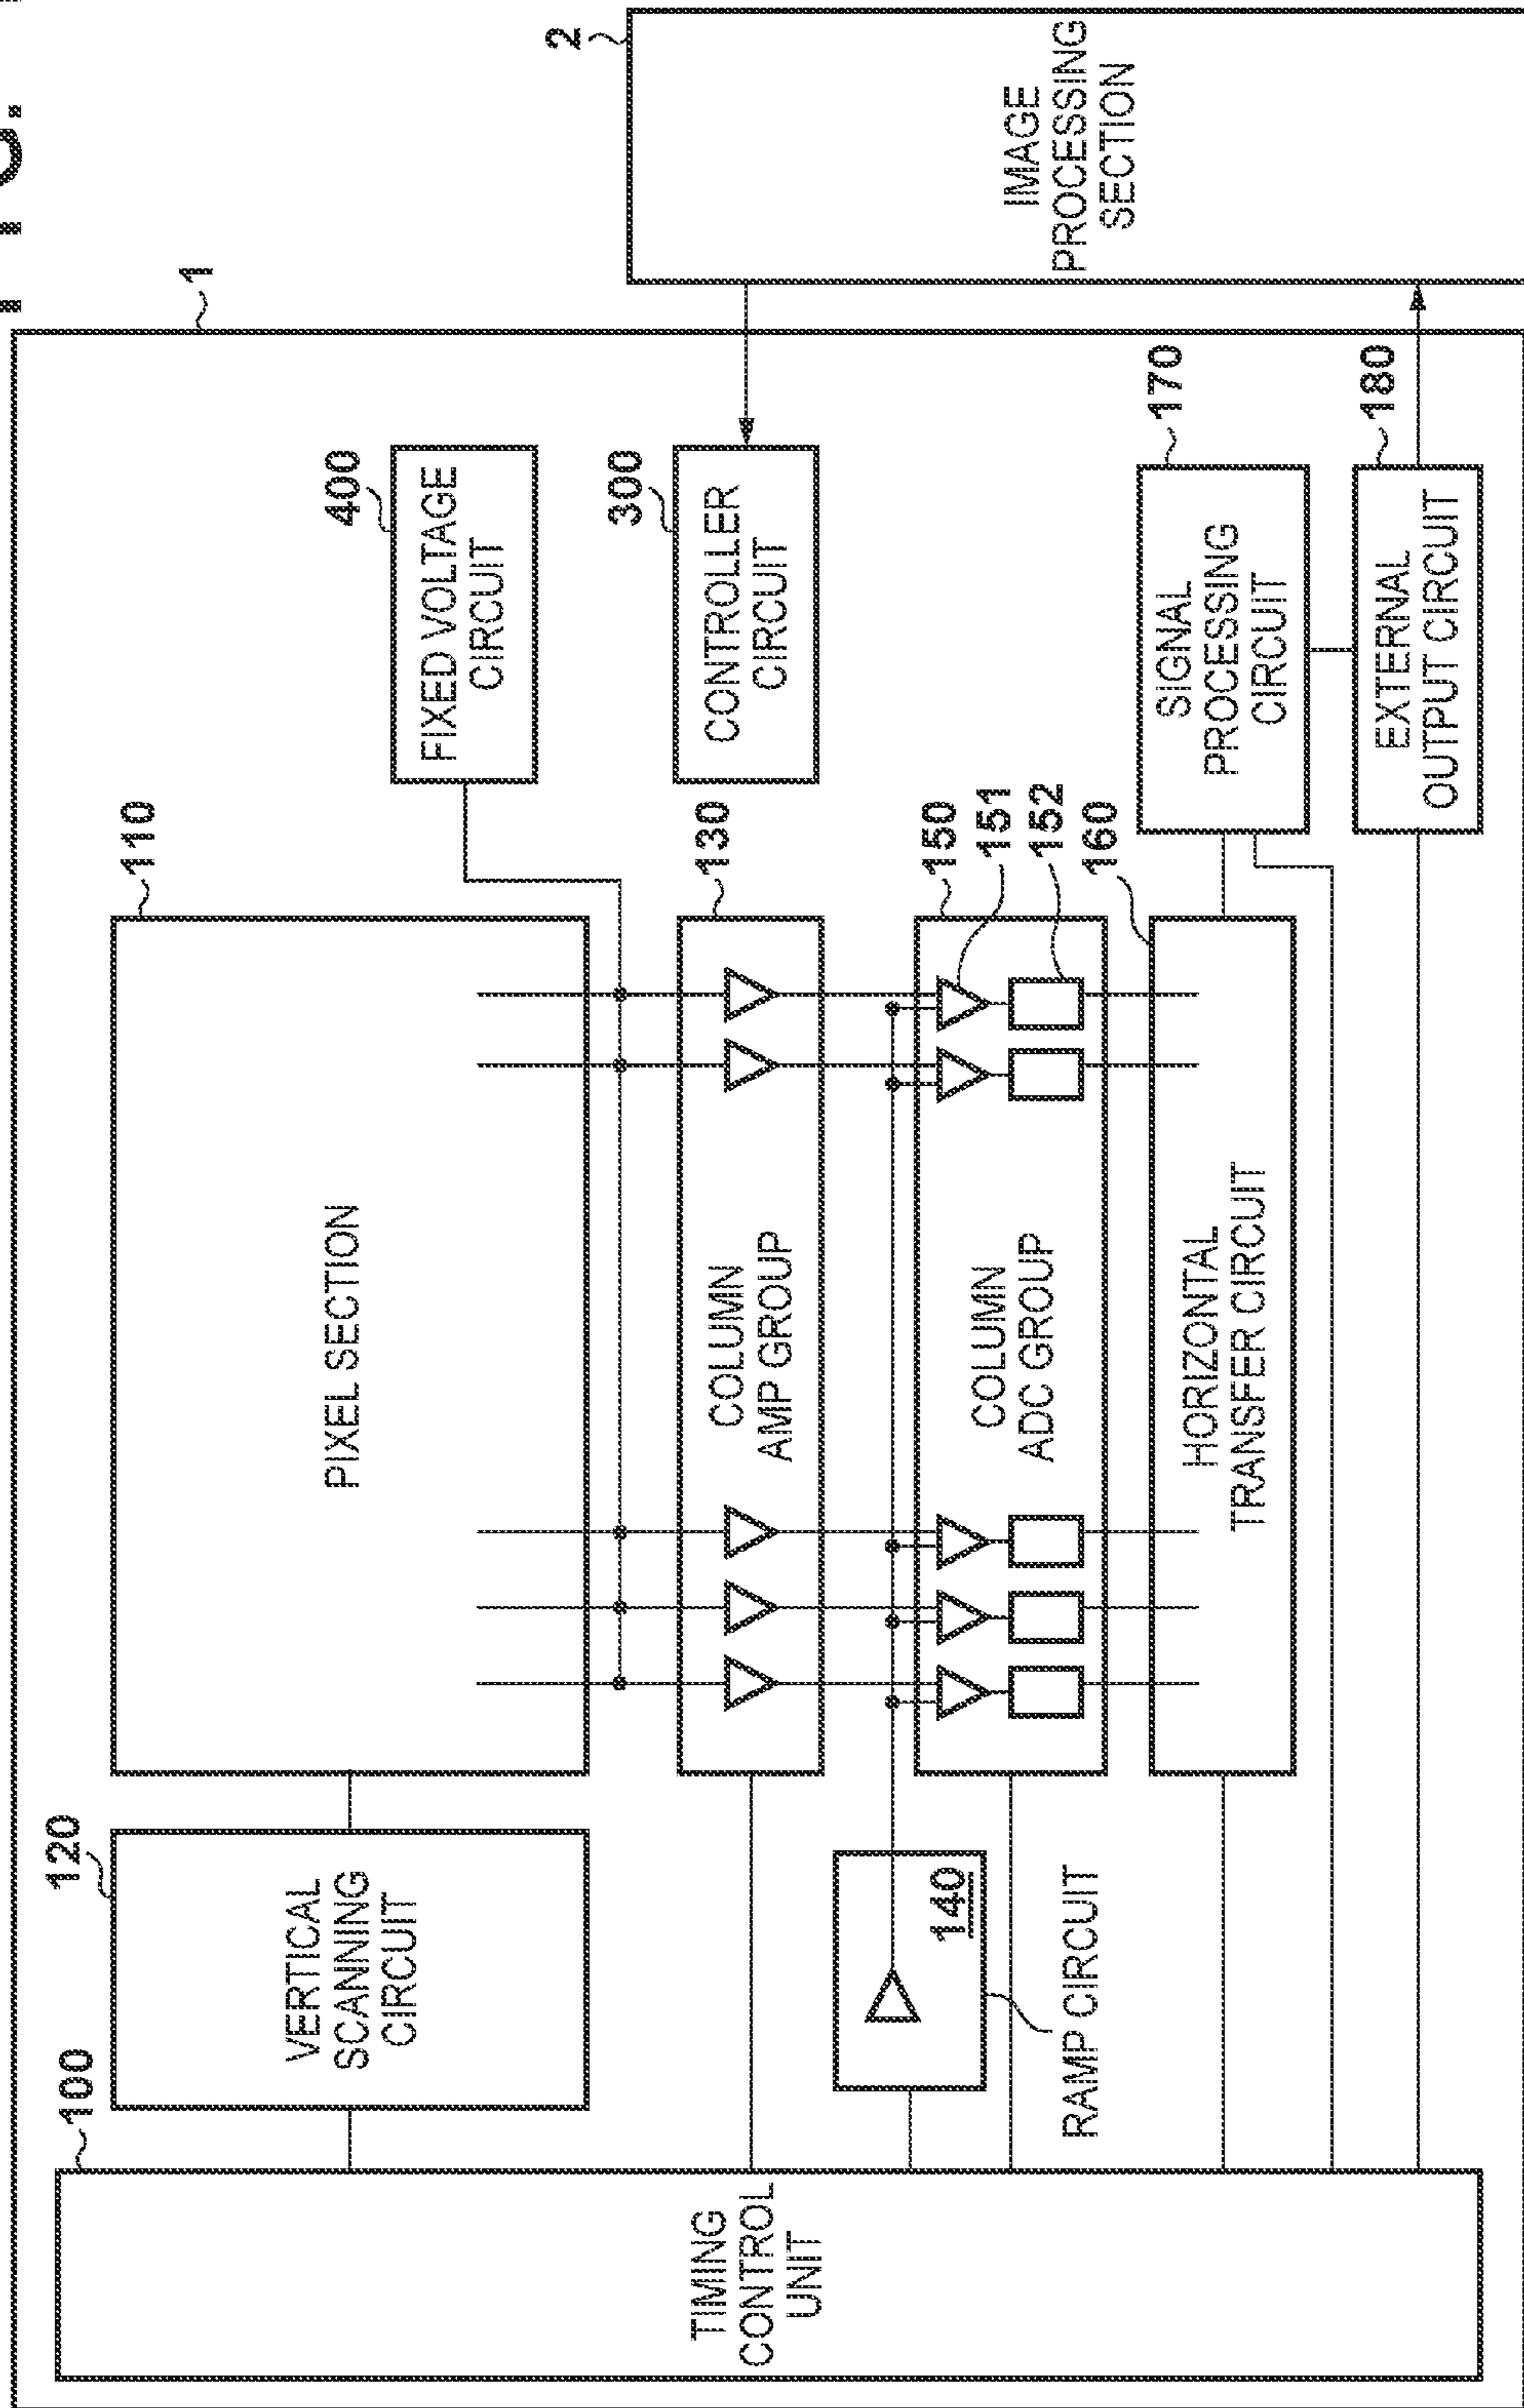 1
2
100
TIMING
CONTROL
UNIT
120
VERTICAL
SCANNING
CIRCUIT
110
PIXEL SECTION
400
FIXED VOLTAGE
CIRCUIT
300
CONTROLLER
CIRCUIT
IMAGE
PROCESSING
SECTION
130
COLUMN
AMP GROUP
140
RAMP CIRCUIT
150
151
152
COLUMN
ADC GROUP
160
HORIZONTAL
TRANSFER CIRCUIT
170
SIGNAL
PROCESSING
CIRCUIT
180
EXTERNAL
OUTPUT CIRCUIT